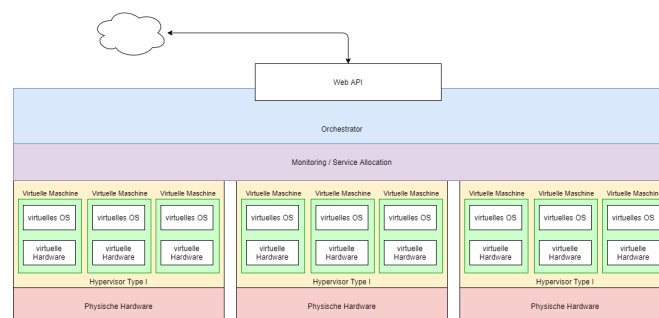 Web API
Orchestrator
Monitoring / Service Allocation
Virtuelle Maschine Virtuelle Maschine Virtuelle Maschine Virtuelle Maschine Virtuelle Maschine Virtuelle Maschine Virtuelle Maschine Virtuelle Maschine Virtuelle Maschine
virtuelles OS virtuelles OS virtuelles OS virtuelles OS virtuelles OS virtuelles OS virtuelles OS virtuelles OS virtuelles OS
virtuelle virtuelle virtuelle virtuelle virtuelle virtuelle virtuelle virtuelle virtuelle
Hardware Hardware Hardware Hardware Hardware Hardware Hardware Hardware Hardware
Hypervisor Type I Hypervisor Type I Hypervisor Type I
Physische Hardware Physische Hardware Physische Hardware